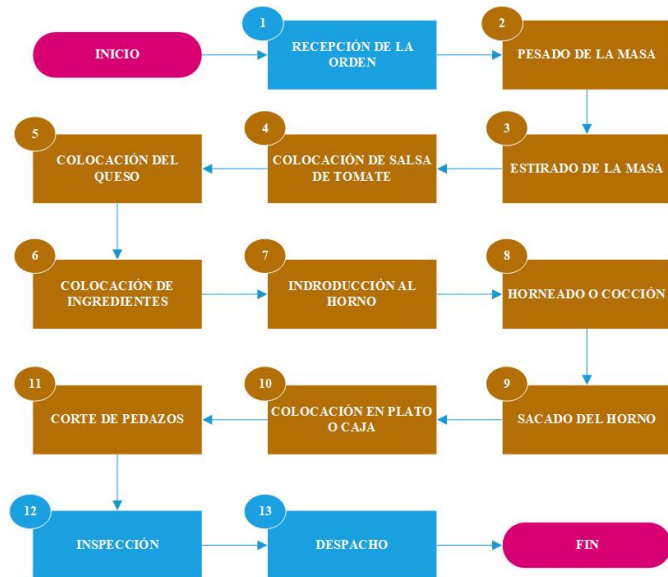 INICIO
1
RECEPCIÓN DE LA
ORDEN
2
PESADO DE LA MASA
3
ESTIRADO DE LA MASA
4
COLOCACIÓN DE SALSA
DE TOMATE
5
COLOCACIÓN DEL
QUESO
6
COLOCACIÓN DE
INGREDIENTES
7
INDRODUCCIÓN AL
HORNO
8
HORNEADO O COCCIÓN
9
SACADO DEL HORNO
10
COLOCACIÓN EN PLATO
O CAJA
11
CORTE DE PEDAZOS
12
INSPECCIÓN
13
DESPACHO
FIN